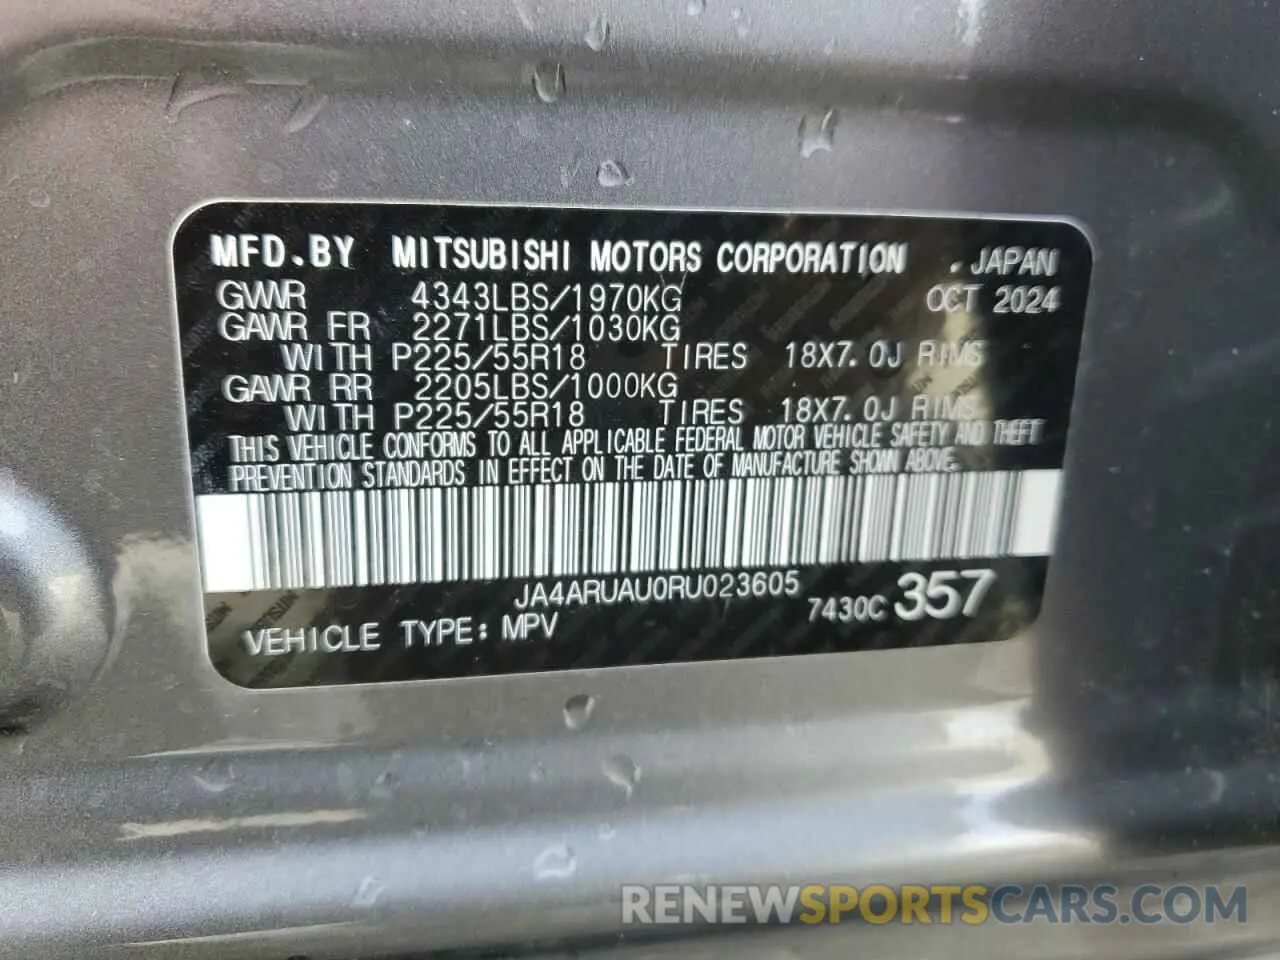 MFD.BY MITSUBISHI MOTORS CORPORATION .JAPAN
GVWR 4343LBS/1970KG OCT 2024
GAWR FR 2271LBS/1030KG
WITH P225/55R18 TIRES 18X7.0J RIMS
GAWR RR 2205LBS/1000KG
WITH P225/55R18 TIRES 18X7.0J RIMS
THIS VEHICLE CONFORMS TO ALL APPLICABLE FEDERAL MOTOR VEHICLE SAFETY AND THEFT
PREVENTION STANDARDS IN EFFECT ON THE DATE OF MANUFACTURE SHOWN ABOVE.
JA4ARUAU0RU023605
7430C 357
VEHICLE TYPE: MPV
RENEWSPORTSCARS.COM